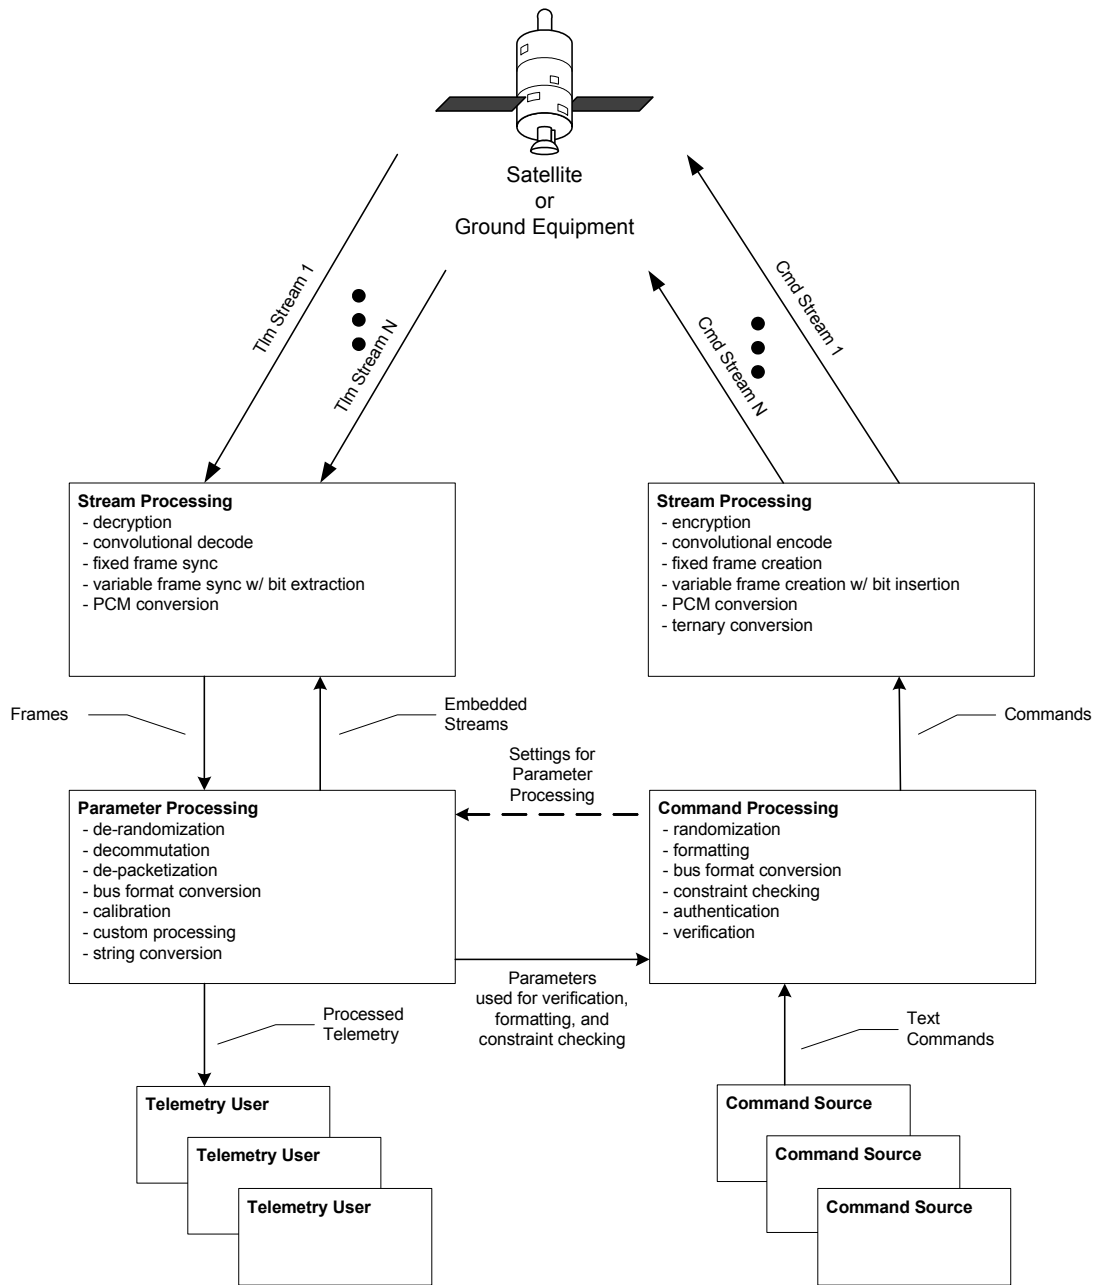 Satellite
or
Ground Equipment
Tlm Stream 1
Tlm Stream N
Cmd Stream N
Cmd Stream 1
Stream Processing
- decryption
- convolutional decode
- fixed frame sync
- variable frame sync w/ bit extraction
- PCM conversion
Stream Processing
- encryption
- convolutional encode
- fixed frame creation
- variable frame creation w/ bit insertion
- PCM conversion
- ternary conversion
Frames
Embedded
Streams
Settings for
Parameter
Processing
Commands
Parameter Processing
- de-randomization
- decommutation
- de-packetization
- bus format conversion
- calibration
- custom processing
- string conversion
Command Processing
- randomization
- formatting
- bus format conversion
- constraint checking
- authentication
- verification
Parameters
used for verification,
formatting, and
constraint checking
Processed
Telemetry
Text
Commands
Telemetry User
Telemetry User
Telemetry User
Command Source
Command Source
Command Source